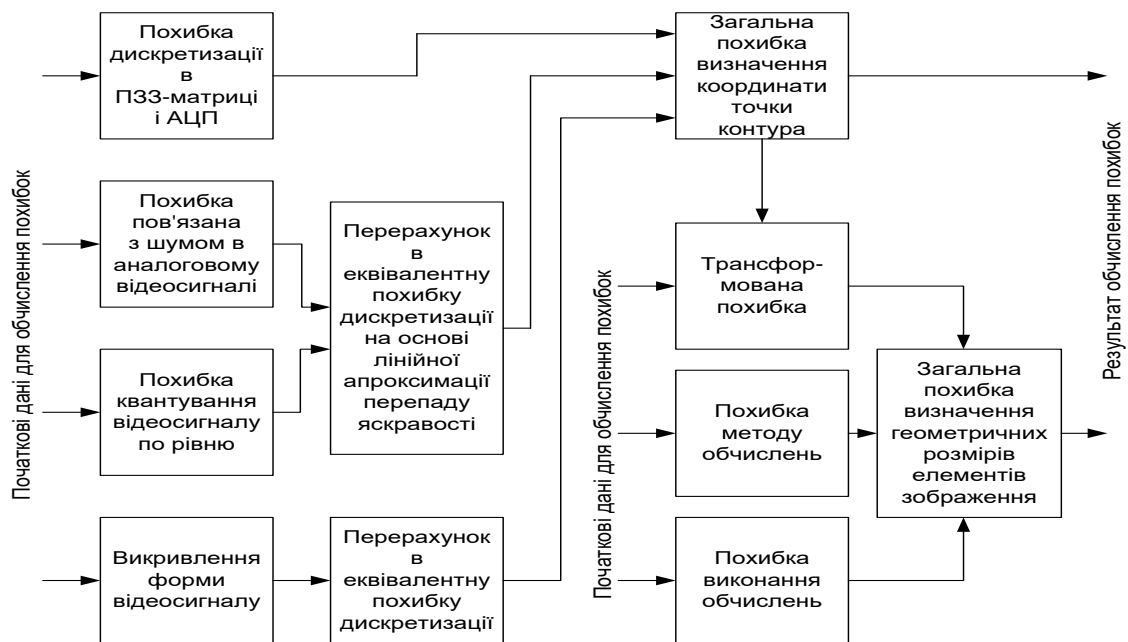 Похибка
дискретизації
в
ПЗЗ-матриці
і АЦП
Загальна
похибка
визначення
координати
точки
контура
Початкові дані для обчислення похибок
Похибка
пов'язана
з шумом в
аналоговому
відеосигналі
Перерахунок
в
еквівалентну
похибку
дискретизації
на основі
лінійної
апроксимації
перепаду
яскравості
Похибка
квантування
відеосигналу
по рівню
Викривлення
форми
відеосигналу
Перерахунок
в
еквівалентну
похибку
дискретизації
Початкові дані для обчислення похибок
Трансфор-
мована
похибка
Похибка
методу
обчислень
Похибка
виконання
обчислень
Загальна
похибка
визначення
геометричних
розмірів
елементів
зображення
Результат обчислення похибок